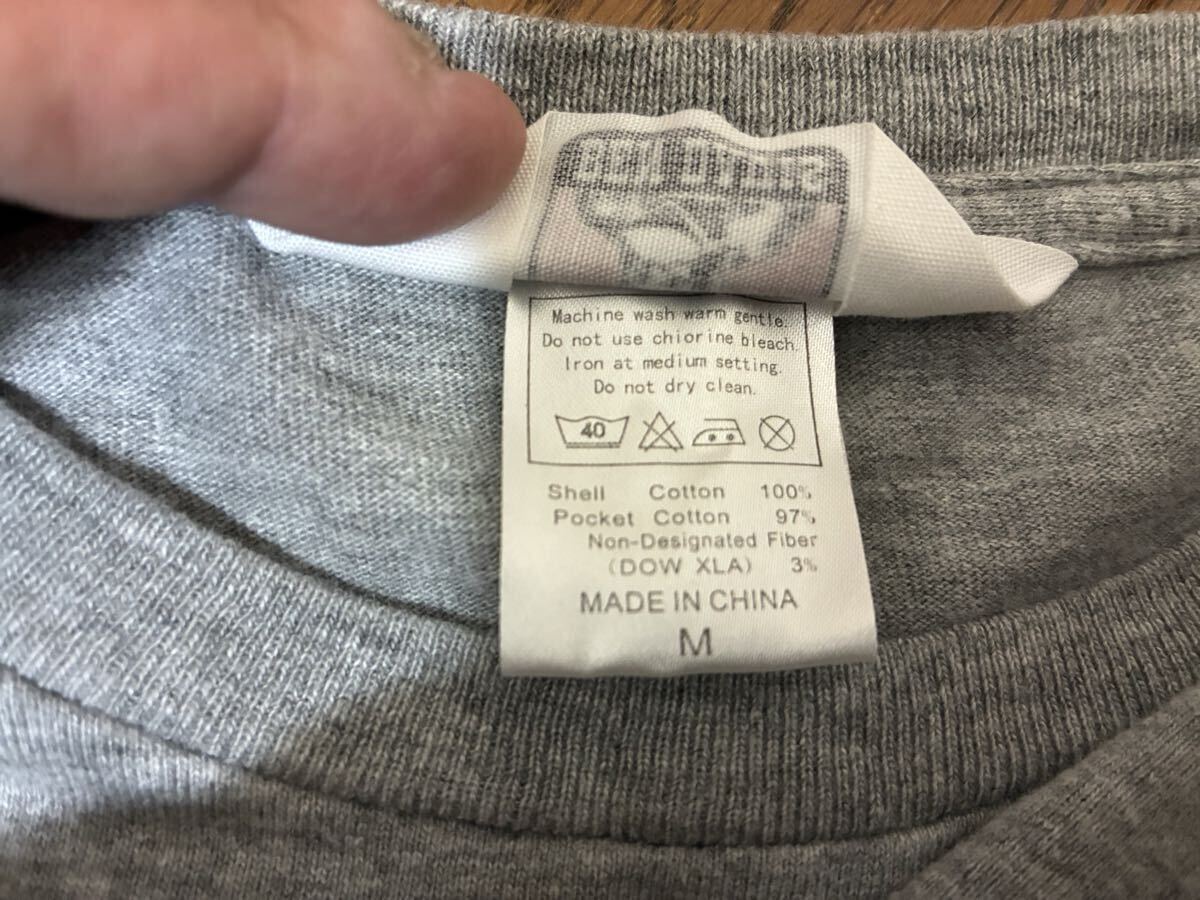 Machine wash warm gentle.
Do not use chiorine bleach.
Iron at medium setting.
Do not dry clean.
40
Shell Cotton 100%
Pocket Cotton 97%
Non-Designated Fiber
(DOW XLA) 3%
MADE IN CHINA
M